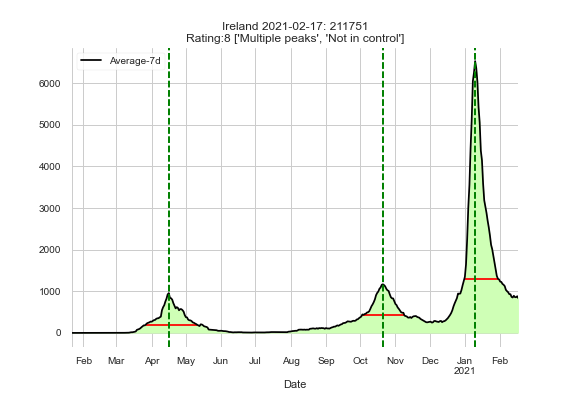 Ireland 2021-02-17: 211751
Rating:8 ['Multiple peaks', 'Not in control']
Average-7d
6000
5000
4000
3000
2000
1000
0
Feb Mar Apr May Jun Jul Aug Sep Oct Nov Dec Jan Feb
2021
Date